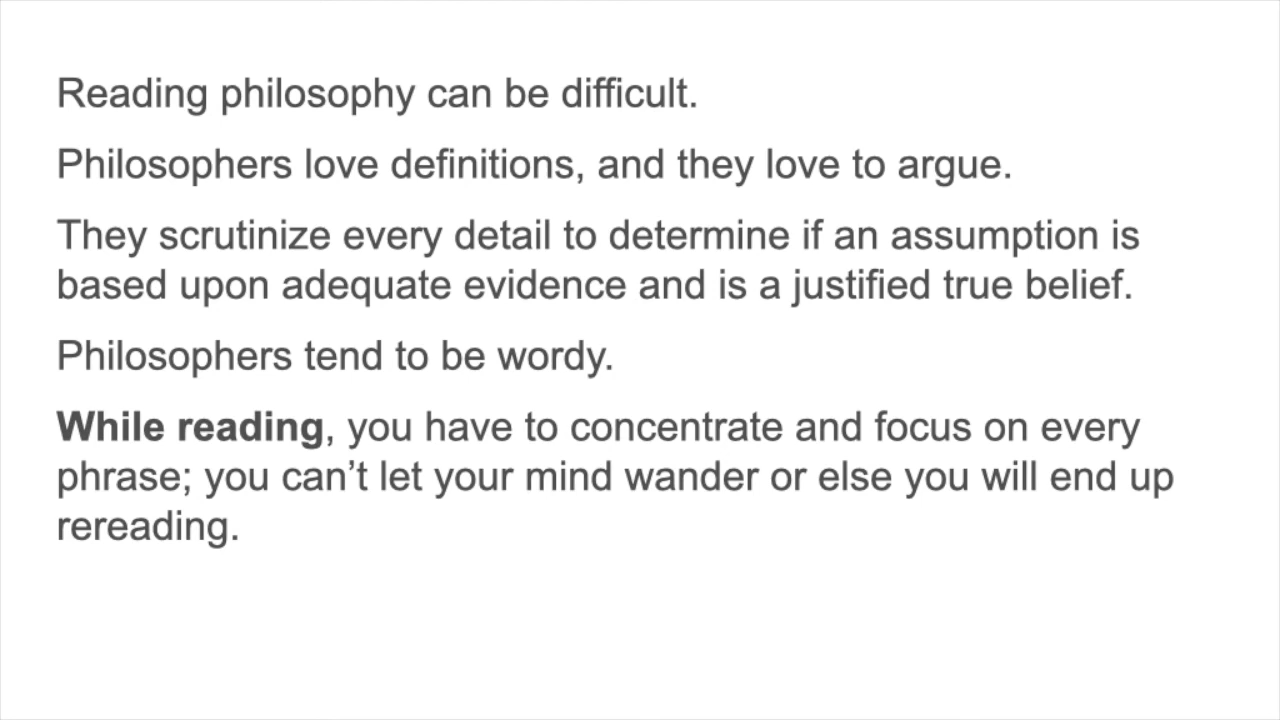 Reading philosophy can be difficult.
Philosophers love definitions, and they love to argue.
They scrutinize every detail to determine if an assumption is
based upon adequate evidence and is a justified true belief.
Philosophers tend to be wordy.
While reading, you have to concentrate and focus on every
phrase; you can’t let your mind wander or else you will end up
rereading.